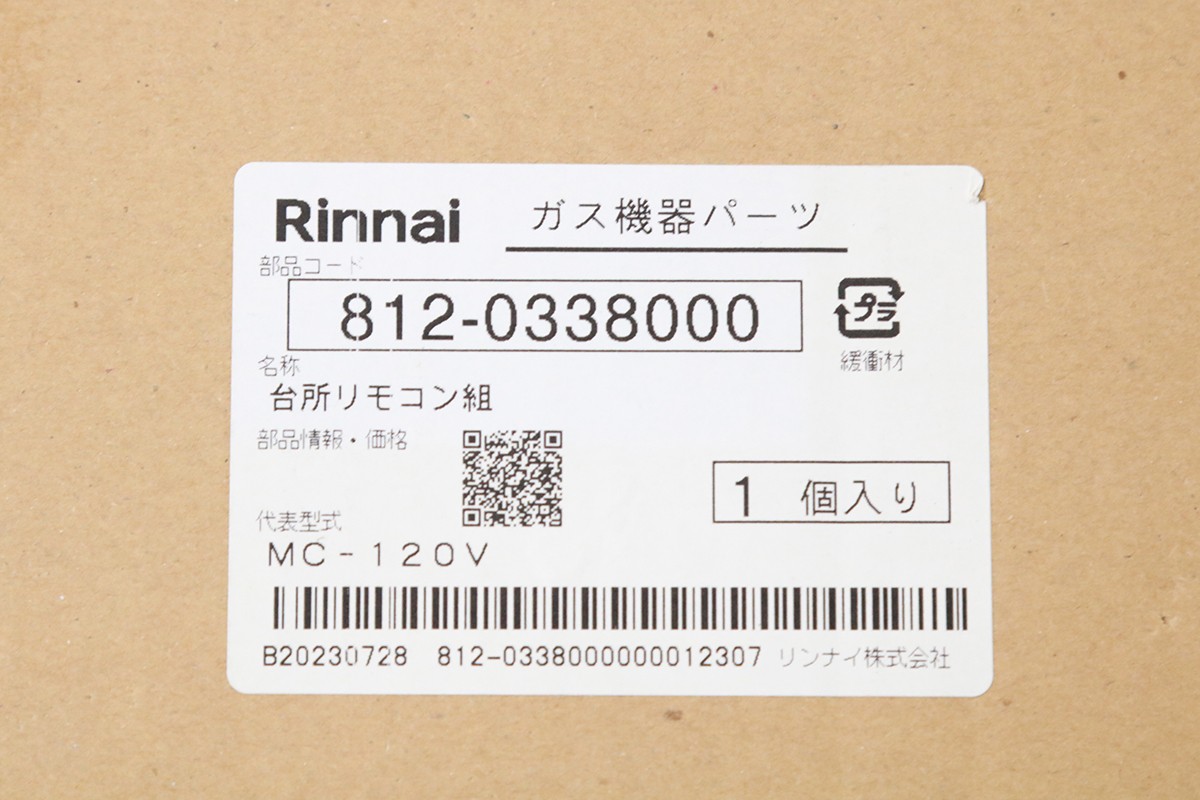 Rinnai ガス機器パーツ
部品コード
812-0338000
プラ
緩衝材
名称
台所リモコン組
部品情報・価格
1 個入り
代表型式
MC-120V
B20230728 812-0338000000012307 リンナイ株式会社